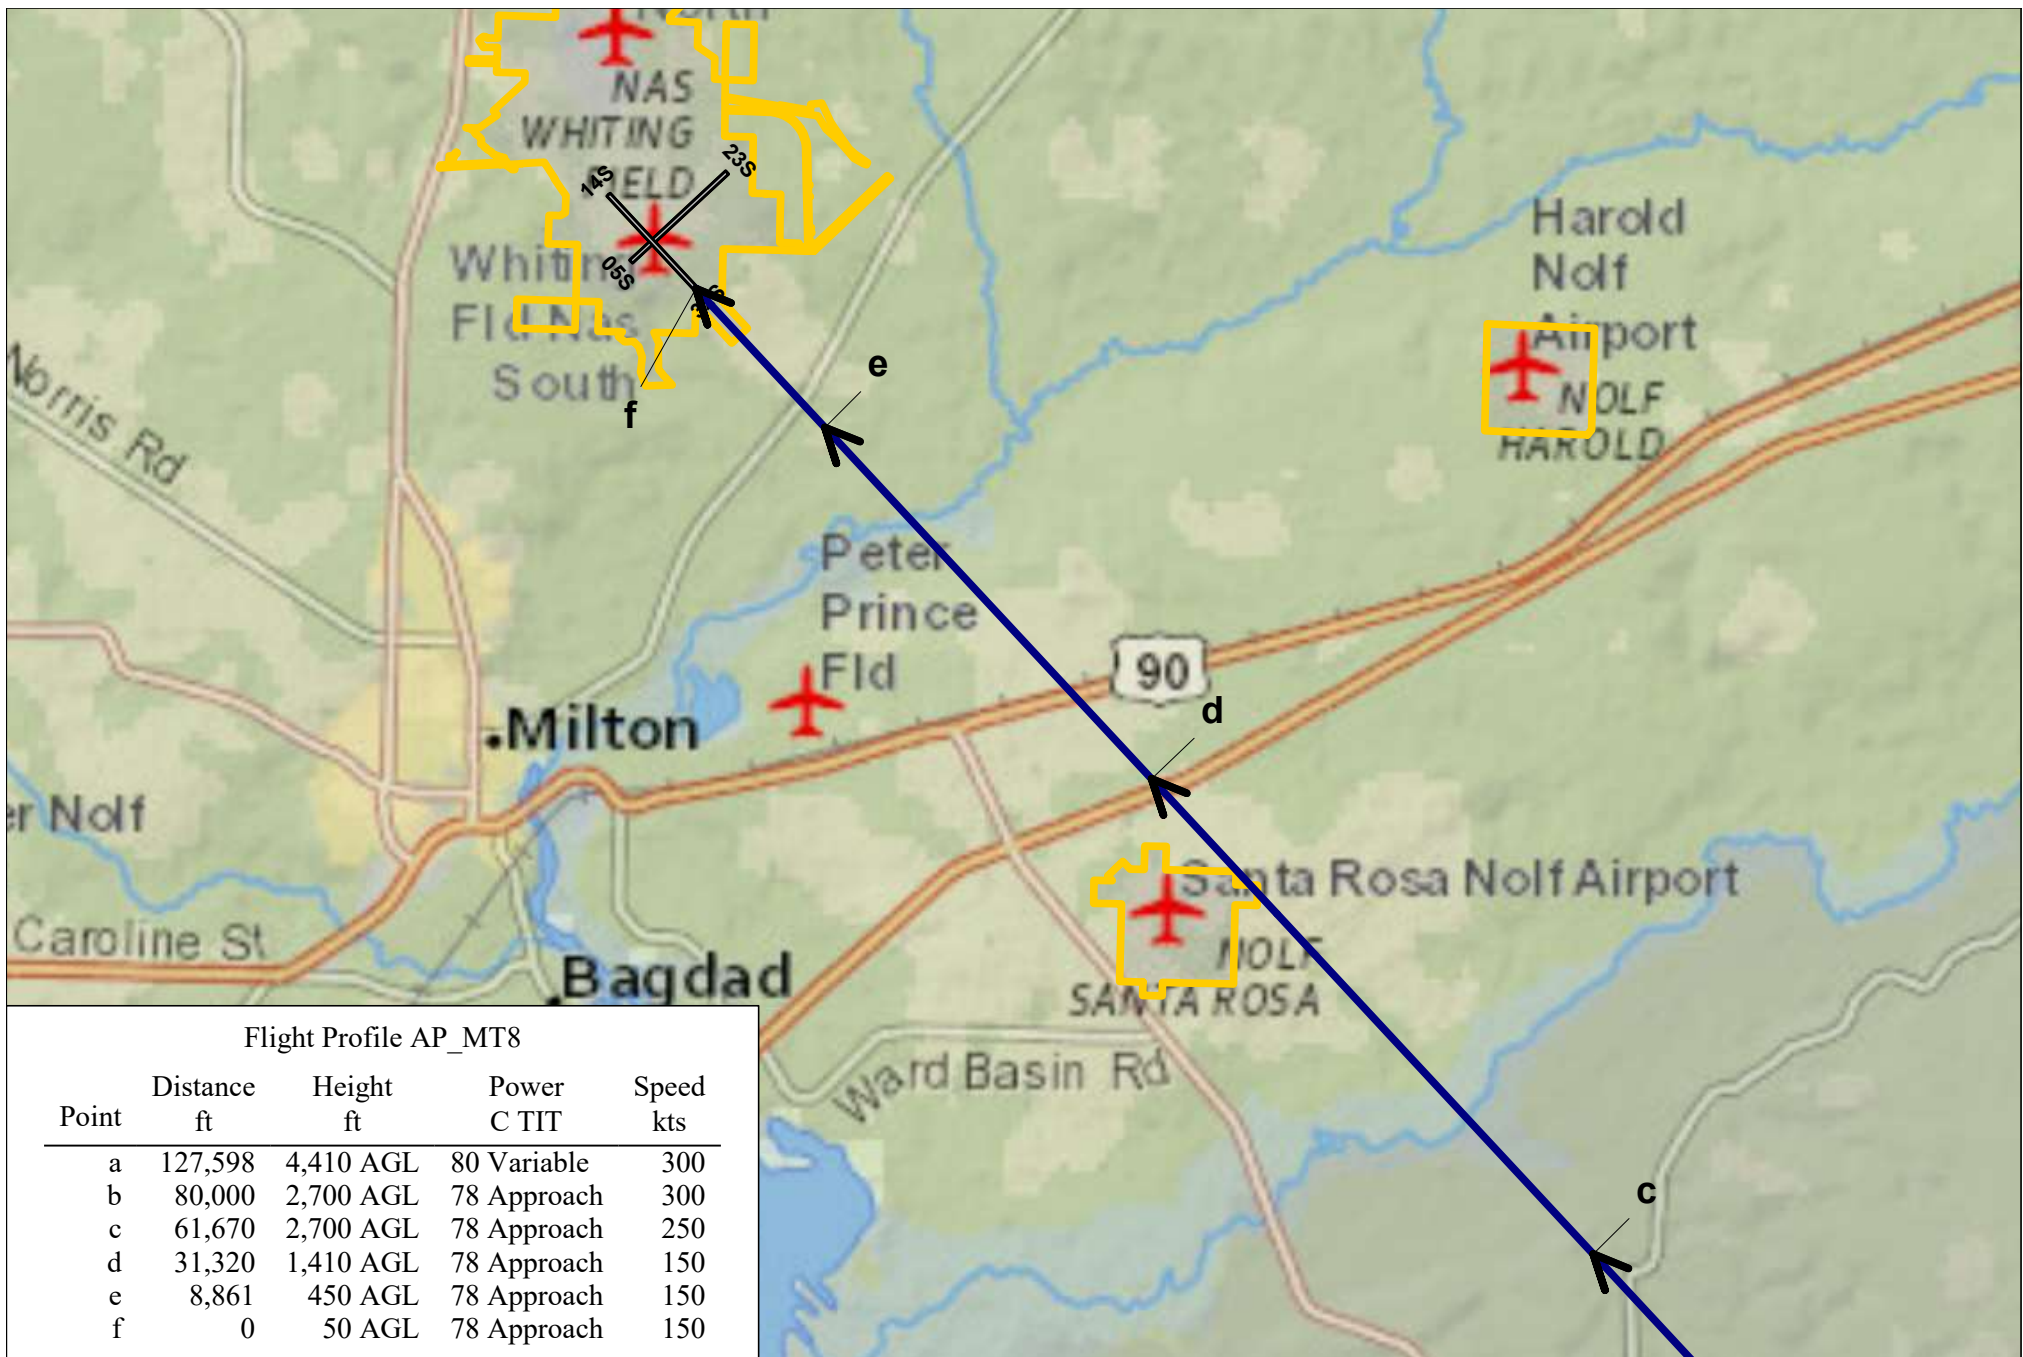 North
NAS
WHITING
FIELD
14S
23S
05S
Whiting
Fld Nas
South
e
f
Harold
Nolf
Airport
NOLF
HAROLD
Norris Rd
Peter
Prince
Fld
90
d
Milton
er Nolf
Caroline St
Bagdad
Santa Rosa Nolf Airport
NOLF
SANTA ROSA
Ward Basin Rd
c
Flight Profile AP_MT8
Distance Height Power Speed
Point ft ft C TIT kts
a 127,598 4,410 AGL 80 Variable 300
b 80,000 2,700 AGL 78 Approach 300
c 61,670 2,700 AGL 78 Approach 250
d 31,320 1,410 AGL 78 Approach 150
e 8,861 450 AGL 78 Approach 150
f 0 50 AGL 78 Approach 150